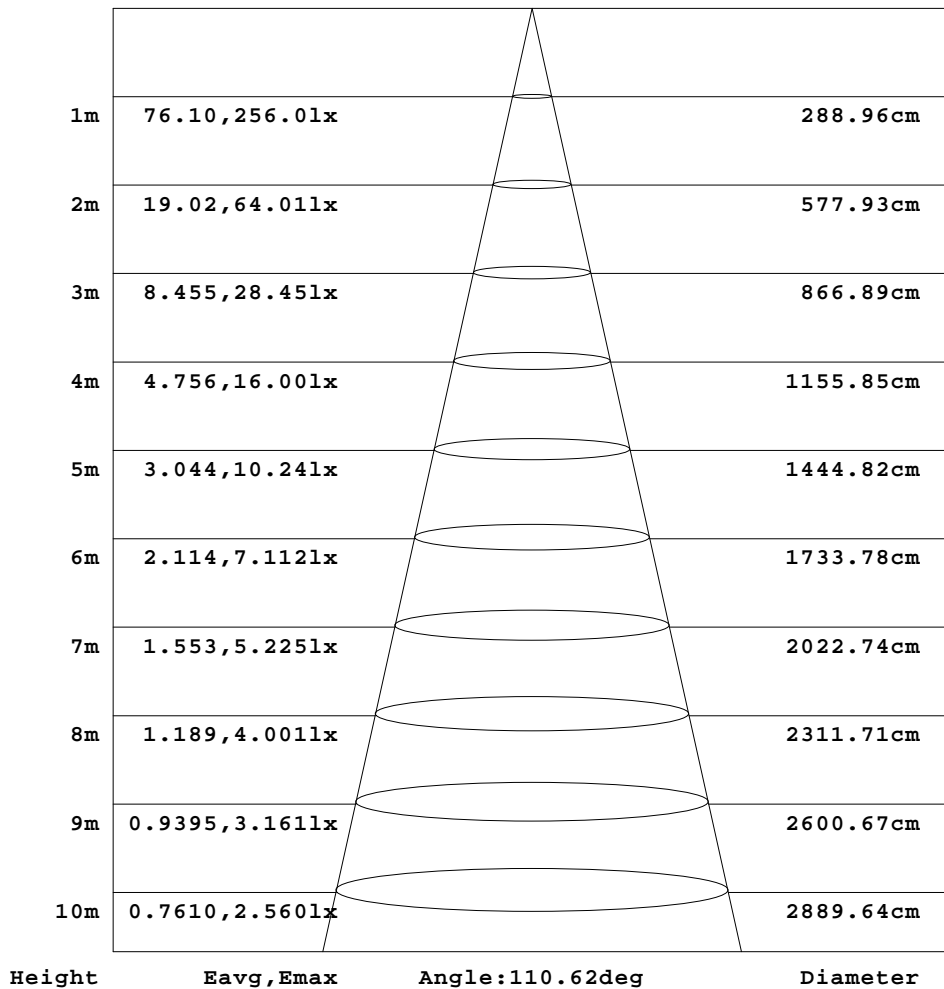 1m 76.10,256.0lx 288.96cm
2m 19.02,64.01lx 577.93cm
3m 8.455,28.45lx 866.89cm
4m 4.756,16.00lx 1155.85cm
5m 3.044,10.24lx 1444.82cm
6m 2.114,7.112lx 1733.78cm
7m 1.553,5.225lx 2022.74cm
8m 1.189,4.001lx 2311.71cm
9m 0.9395,3.161lx 2600.67cm
10m 0.7610,2.560lx 2889.64cm
Height Eavg,Emax Angle:110.62deg Diameter